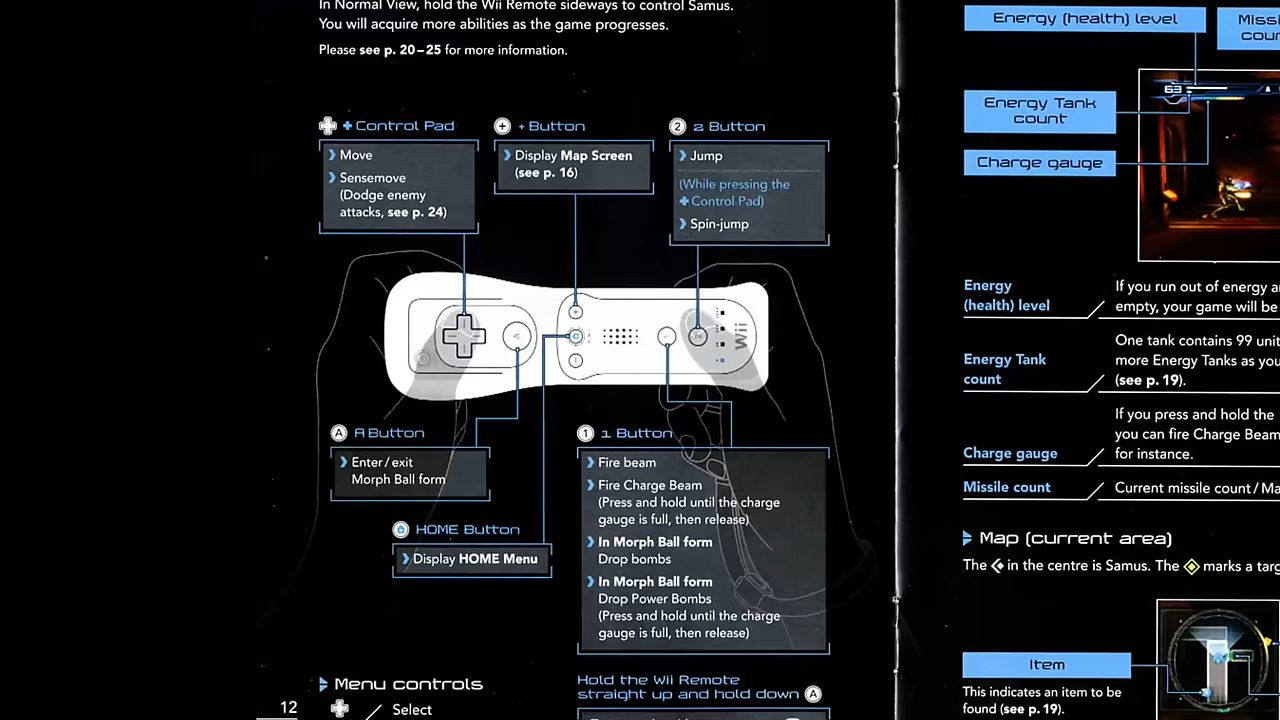 In Normal View, hold the Wii Remote sideways to control Samus.
You will acquire more abilities as the game progresses.
Please see p. 20–25 for more information.
+Control Pad
Move
Sensemove
(Dodge enemy
attacks, see p. 24)
+ + Button
Display Map Screen
(see p. 16)
2 2 Button
Jump
(While pressing the
+Control Pad)
Spin-jump
Wii
A A Button
Enter / exit
Morph Ball form
HOME Button
Display HOME Menu
1 1 Button
Fire beam
Fire Charge Beam
(Press and hold until the charge
gauge is full, then release)
In Morph Ball form
Drop bombs
In Morph Ball form
Drop Power Bombs
(Press and hold until the charge
gauge is full, then release)
Menu controls
Select
Hold the Wii Remote
straight up and hold down A
12
Energy (health) level
Energy Tank
count
Charge gauge
63
Energy
(health) level
If you run out of energy
empty, your game will be
Energy Tank
count
One tank contains 99
more Energy Tanks as you
(see p. 19).
Charge gauge
If you press and hold the
you can fire Charge Beam
for instance.
Missile count
Current missile count /
Map (current area)
The in the centre is Samus. The marks a
Item
This indicates an item to be
found (see p. 19).